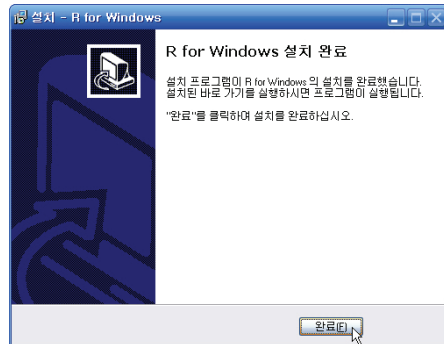 설치 - R for Windows
R for Windows 설치 완료
설치 프로그램이 R for Windows 의 설치를 완료했습니다.
설치된 바로 가기를 실행하시면 프로그램이 실행됩니다.
"완료"를 클릭하여 설치를 완료하십시오.
완료(F)